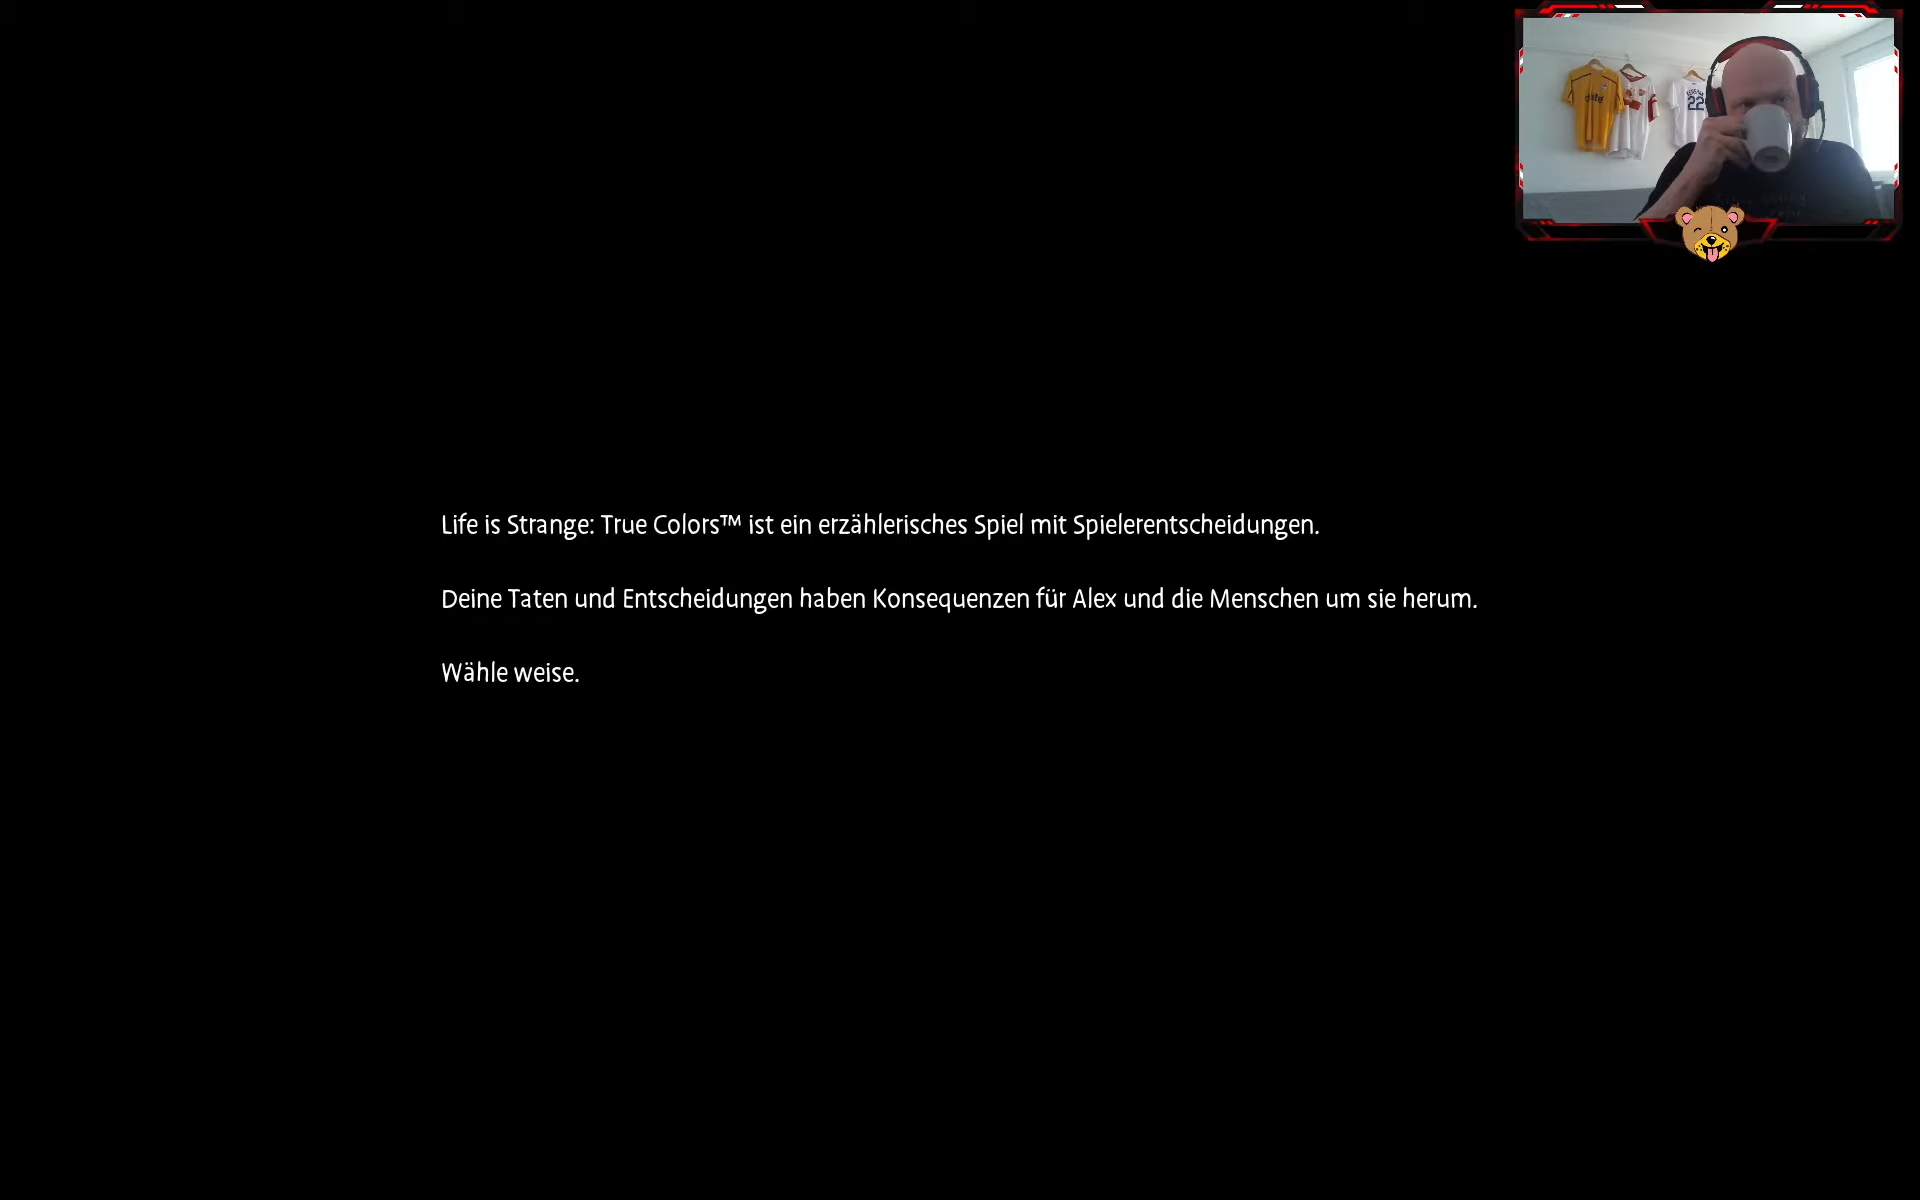 Life is Strange: True Colors™ ist ein erzählerisches Spiel mit Spielerentscheidungen.
Deine Taten und Entscheidungen haben Konsequenzen für Alex und die Menschen um sie herum.
Wähle weise.
22